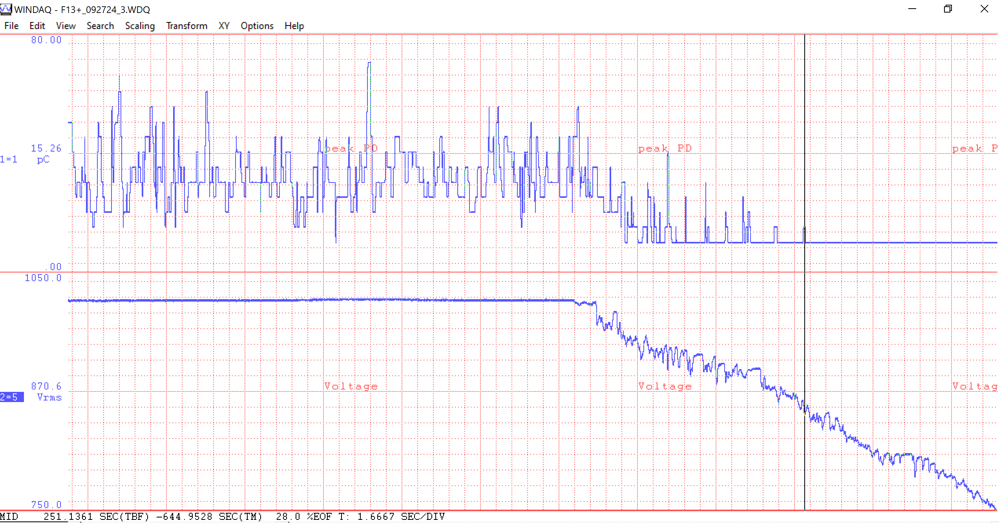 WINDAQ - F13+_092724_3.WDQ
File Edit View Search Scaling Transform XY Options Help
80.00
15.26 peak PD peak PD peak P
1=1 pC
.00
1050.0
870.6 Voltage Voltage Voltag
2=5 Vrms
750.0
MID 251.1361 SEC(TBF) -644.9528 SEC(TM) 28.0 %EOF T: 1.6667 SEC/DIV